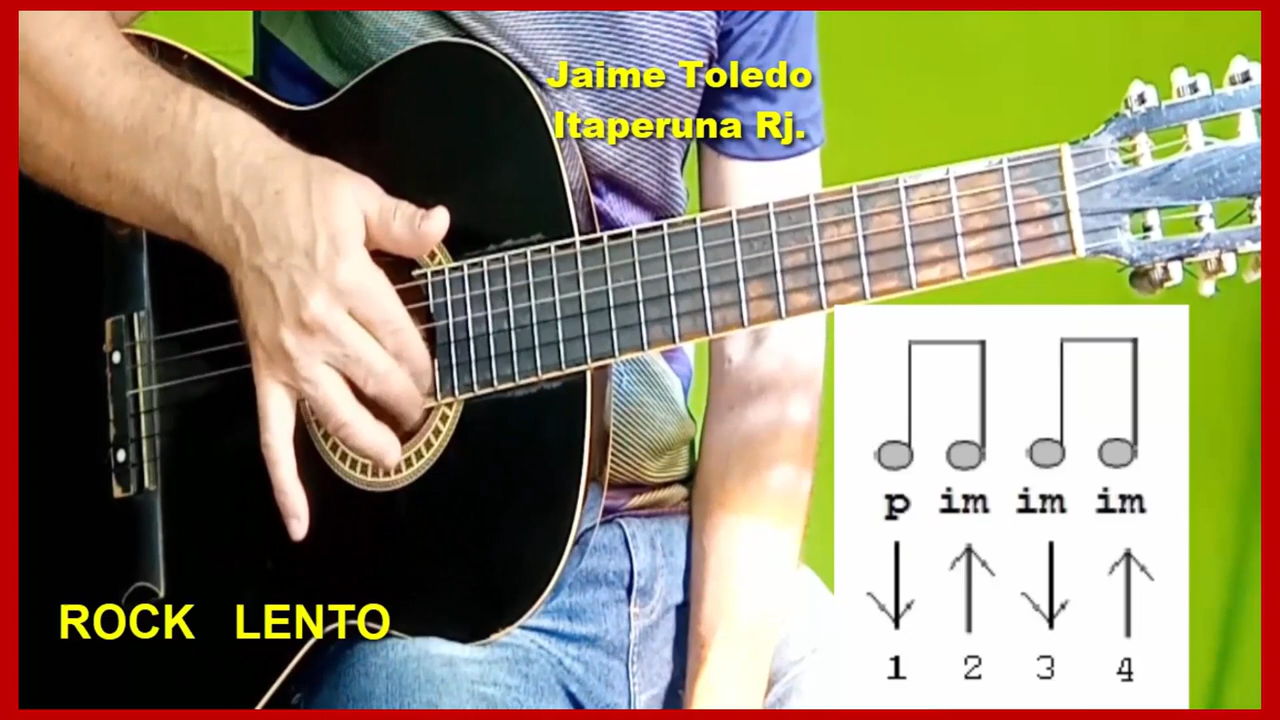 Jaime Toledo
Itaperuna Rj.
p im im im
1 2 3 4
ROCK LENTO